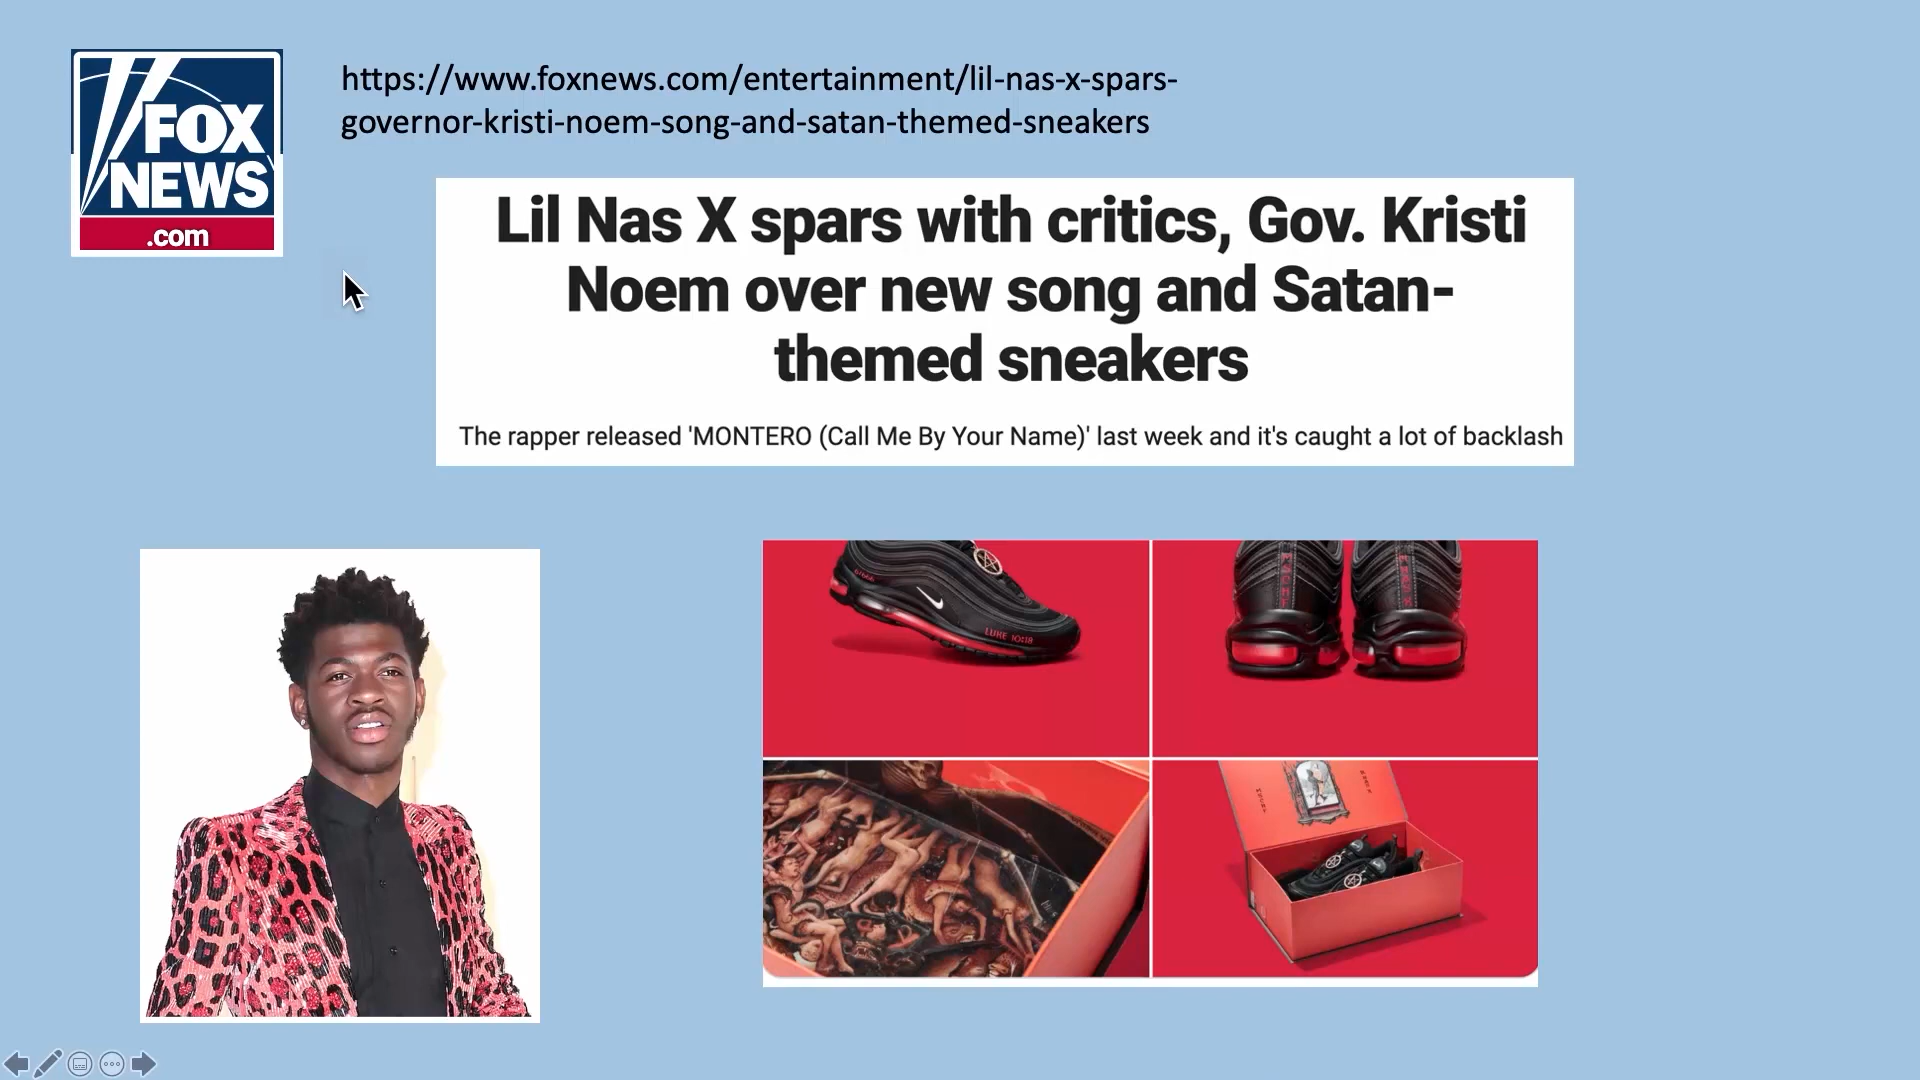 FOX
NEWS
.com
https://www.foxnews.com/entertainment/lil-nas-x-spars-
governor-kristi-noem-song-and-satan-themed-sneakers
Lil Nas X spars with critics, Gov. Kristi
Noem over new song and Satan-
themed sneakers
The rapper released 'MONTERO (Call Me By Your Name)' last week and it's caught a lot of backlash
LUKE 10:18